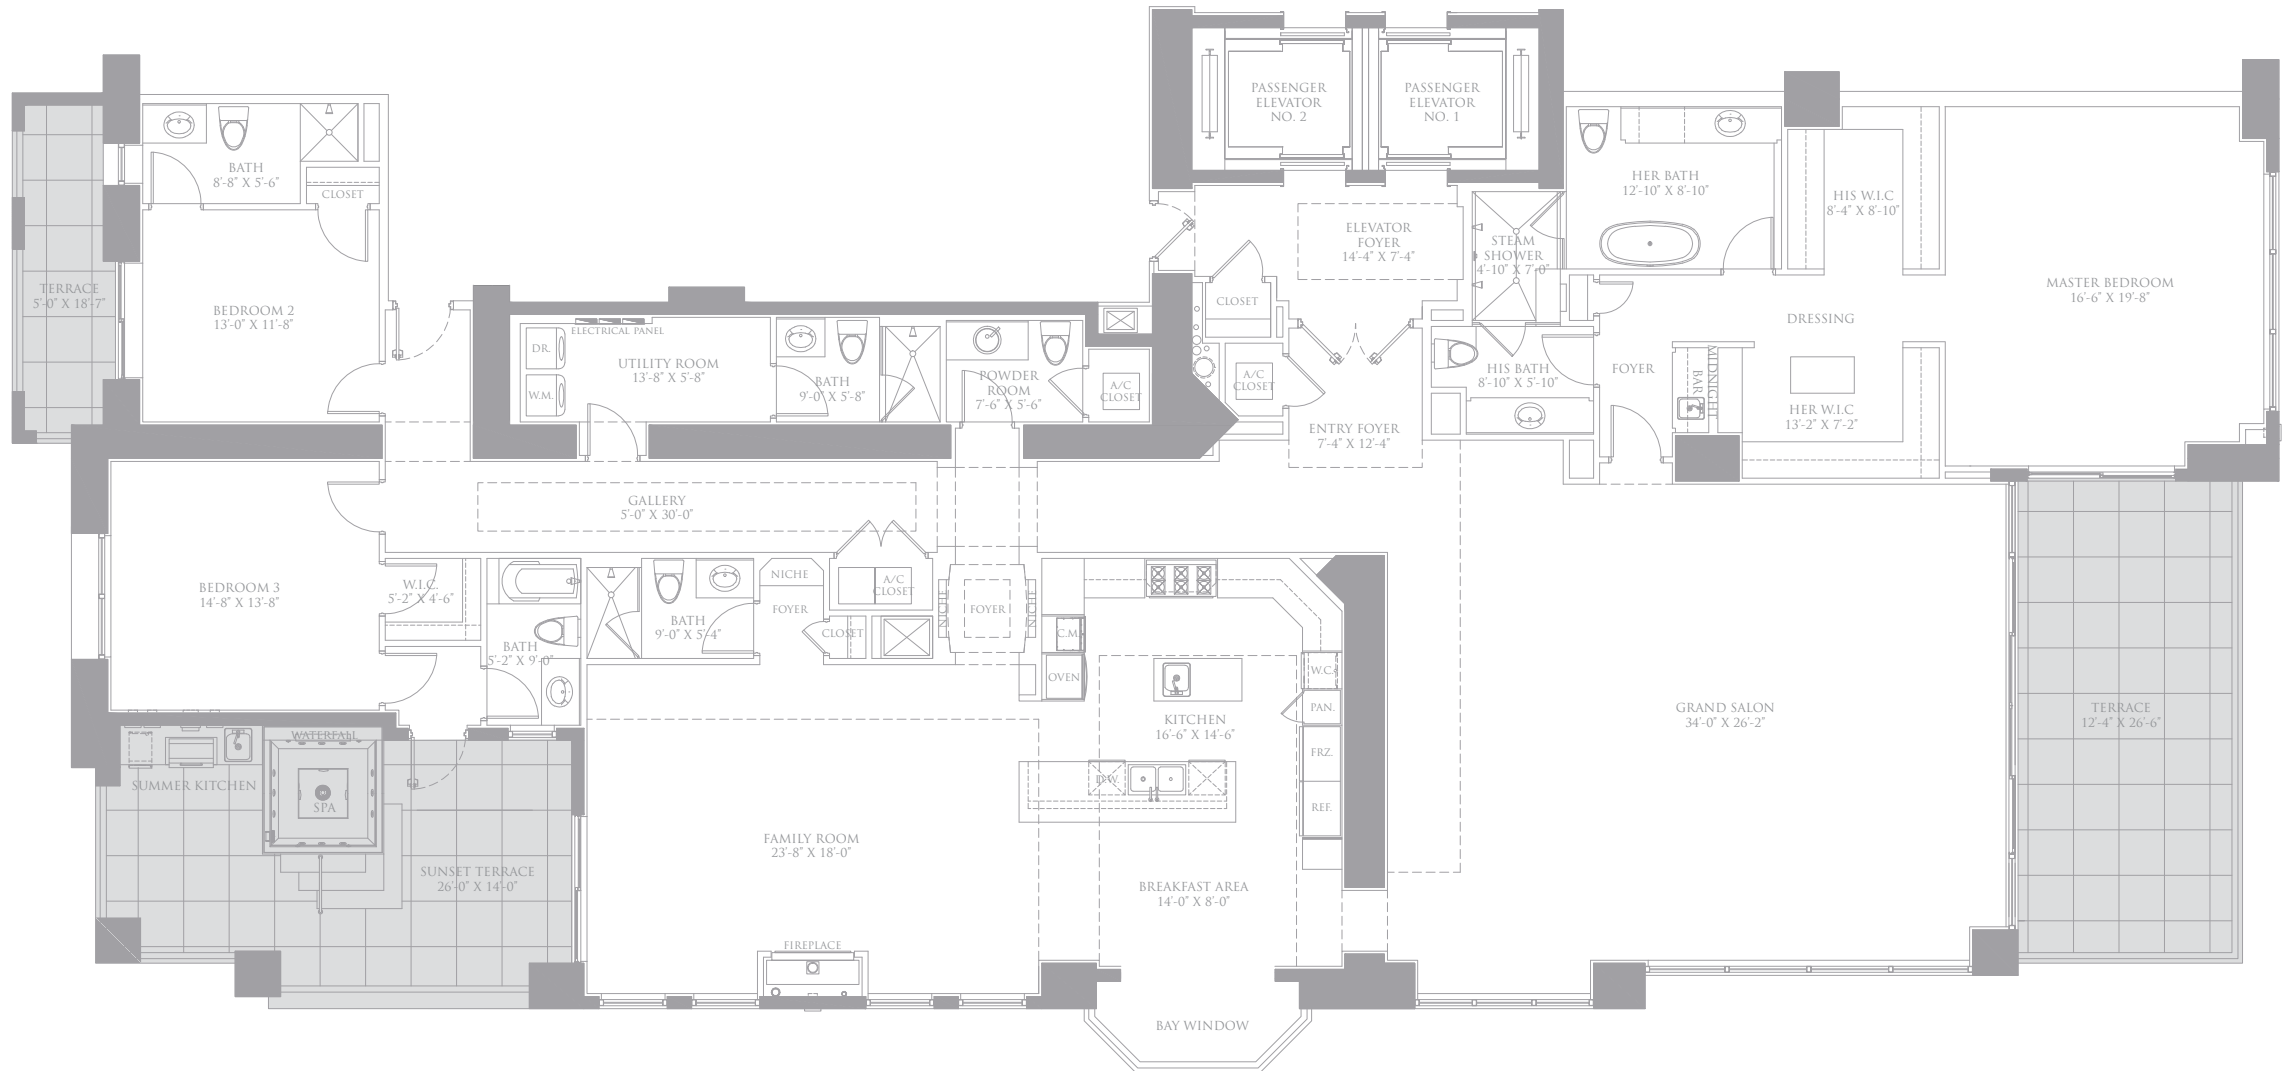 PASSENGER
ELEVATOR
NO. 2
PASSENGER
ELEVATOR
NO. 1
BATH
8'-8" X 5'-6"
CLOSET
HER BATH
12'-10" X 8'-10"
HIS W.I.C
8'-4" X 8'-10"
ELEVATOR
FOYER
14'-4" X 7'-4"
STEAM
SHOWER
4'-10" X 7'-0"
TERRACE
5'-0" X 18'-7"
BEDROOM 2
13'-0" X 11'-8"
MASTER BEDROOM
16'-6" X 19'-8"
CLOSET
DRESSING
ELECTRICAL PANEL
DR.
W.M.
UTILITY ROOM
13'-8" X 5'-8"
BATH
9'-0" X 5'-8"
POWDER
ROOM
7'-6" X 5'-6"
A/C
CLOSET
A/C
CLOSET
HIS BATH
8'-10" X 5'-10"
FOYER
MIDNIGHT
BAR
HER W.I.C
13'-2" X 7'-2"
ENTRY FOYER
7'-4" X 12'-4"
GALLERY
5'-0" X 30'-0"
BEDROOM 3
14'-8" X 13'-8"
W.I.C.
5'-2" X 4'-6"
BATH
5'-2" X 9'-0"
BATH
9'-0" X 5'-4"
NICHE
FOYER
A/C
CLOSET
CLOSET
NICHE
FOYER
NICHE
C.M.
OVEN
W.C.
PAN.
FRZ.
REF.
KITCHEN
16'-6" X 14'-6"
D.W.
GRAND SALON
34'-0" X 26'-2"
TERRACE
12'-4" X 26'-6"
WATERFALL
SUMMER KITCHEN
SPA
SUNSET TERRACE
26'-0" X 14'-0"
FAMILY ROOM
23'-8" X 18'-0"
BREAKFAST AREA
14'-0" X 8'-0"
FIREPLACE
BAY WINDOW